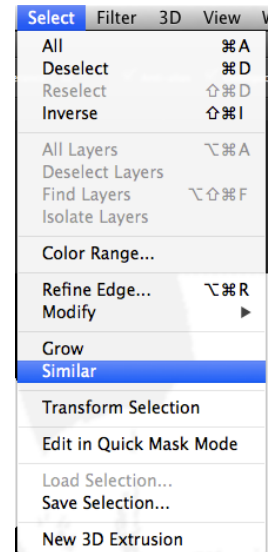 Select Filter 3D View
All ⌘A
Deselect ⌘D
Reselect ⇧⌘D
Inverse ⇧⌘I
All Layers ⌥⌘A
Deselect Layers
Find Layers ⌥⇧⌘F
Isolate Layers
Color Range...
Refine Edge... ⌥⌘R
Modify ▶
Grow
Similar
Transform Selection
Edit in Quick Mask Mode
Load Selection...
Save Selection...
New 3D Extrusion